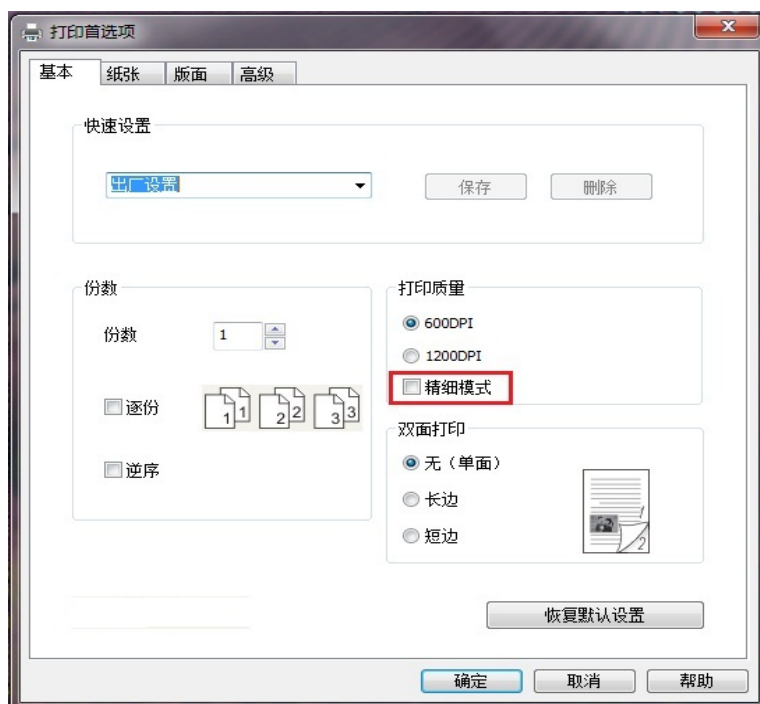 打印首选项
基本 纸张 版面 高级
快速设置
出厂设置 保存 删除
份数
份数 1
逐份 1 1 2 2 3 3
逆序
打印质量
600DPI
1200DPI
精细模式
双面打印
无（单面）
长边
短边
1
2
恢复默认设置
确定 取消 帮助